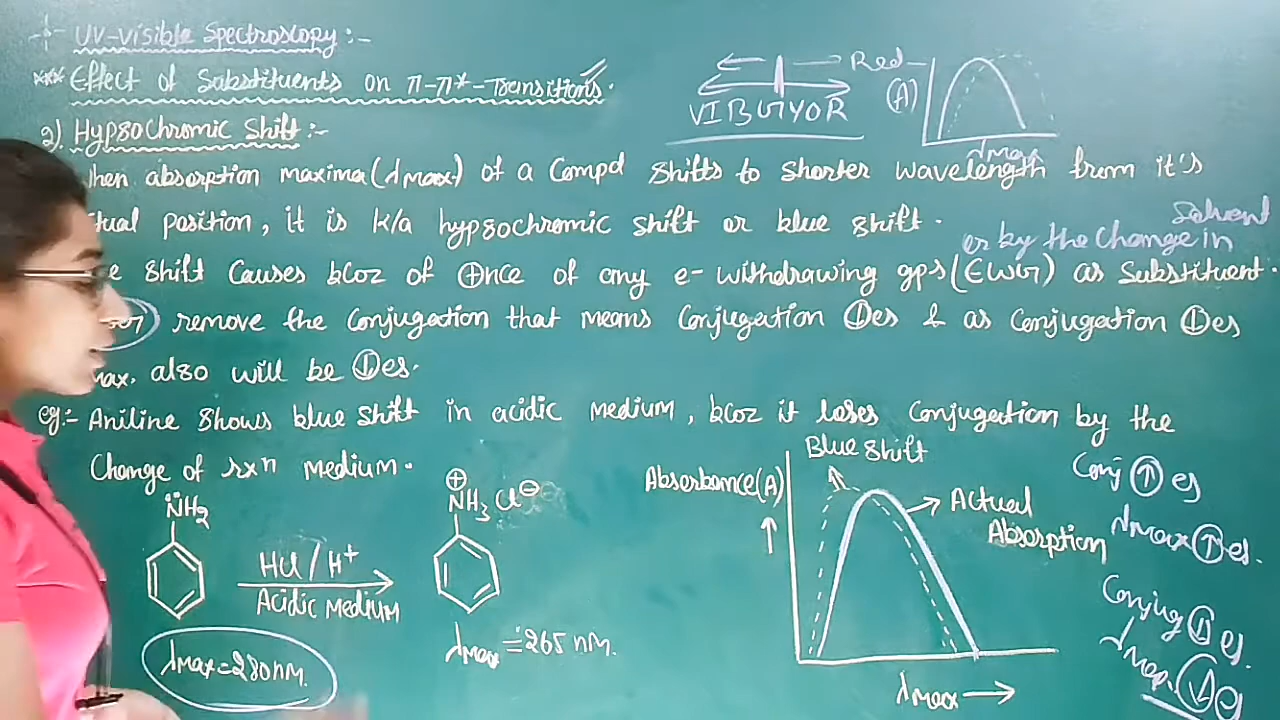 UV-visible Spectroscopy :-
*** Effect of Substituents on π-π*-Transitions.
Red
VIBGYOR
(A)
λmax
2) HypsoChromic Shift :-
when absorption maxima(λmax) of a Compd Shifts to Shorter wavelength from it's
position, it is k/a hypsochromic shift or blue shift.
Solvent
or by the Change in
Shift Causes bcoz of ⊕nce of any e- withdrawing gps(EWG) as Substituent.
remove the Conjugation that means Conjugation ↓es & as Conjugation ↓es
max. also will be ↓es.
eg:- Aniline Shows blue Shift in acidic medium, bcoz it loses Conjugation by the
Change of rxn medium.
N̈H2
HCl/H+
Acidic Medium
λmax=280nm.
⊕
NH3 Cl⊖
λmax = 265 nm.
Absorbance(A)
↑
Blue Shift
Actual
Absorption
λmax →
Conj ↑ es
λmax ↑ es.
Conjug ↓ es.
λmax. ↓ es